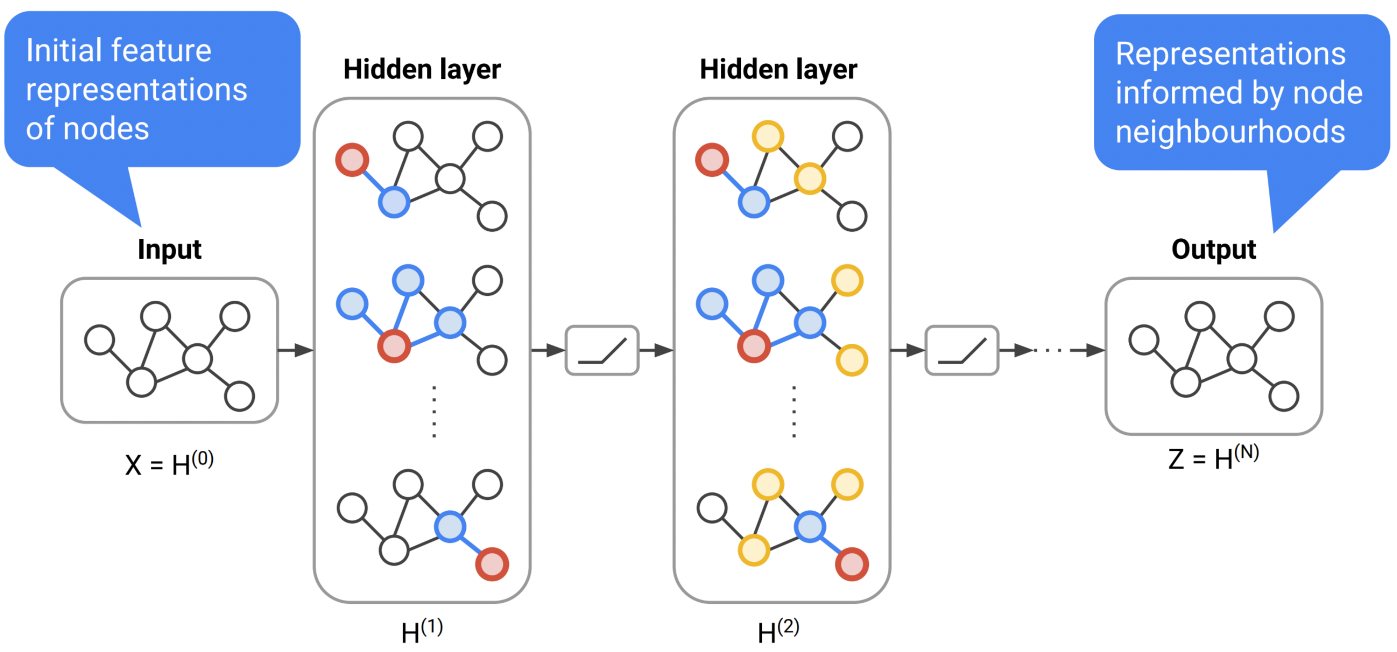 Initial feature
representations
of nodes
Hidden layer
Hidden layer
Representations
informed by node
neighbourhoods
Input
Output
X = H⁽⁰⁾
Z = H⁽ᴺ⁾
H⁽¹⁾
H⁽²⁾